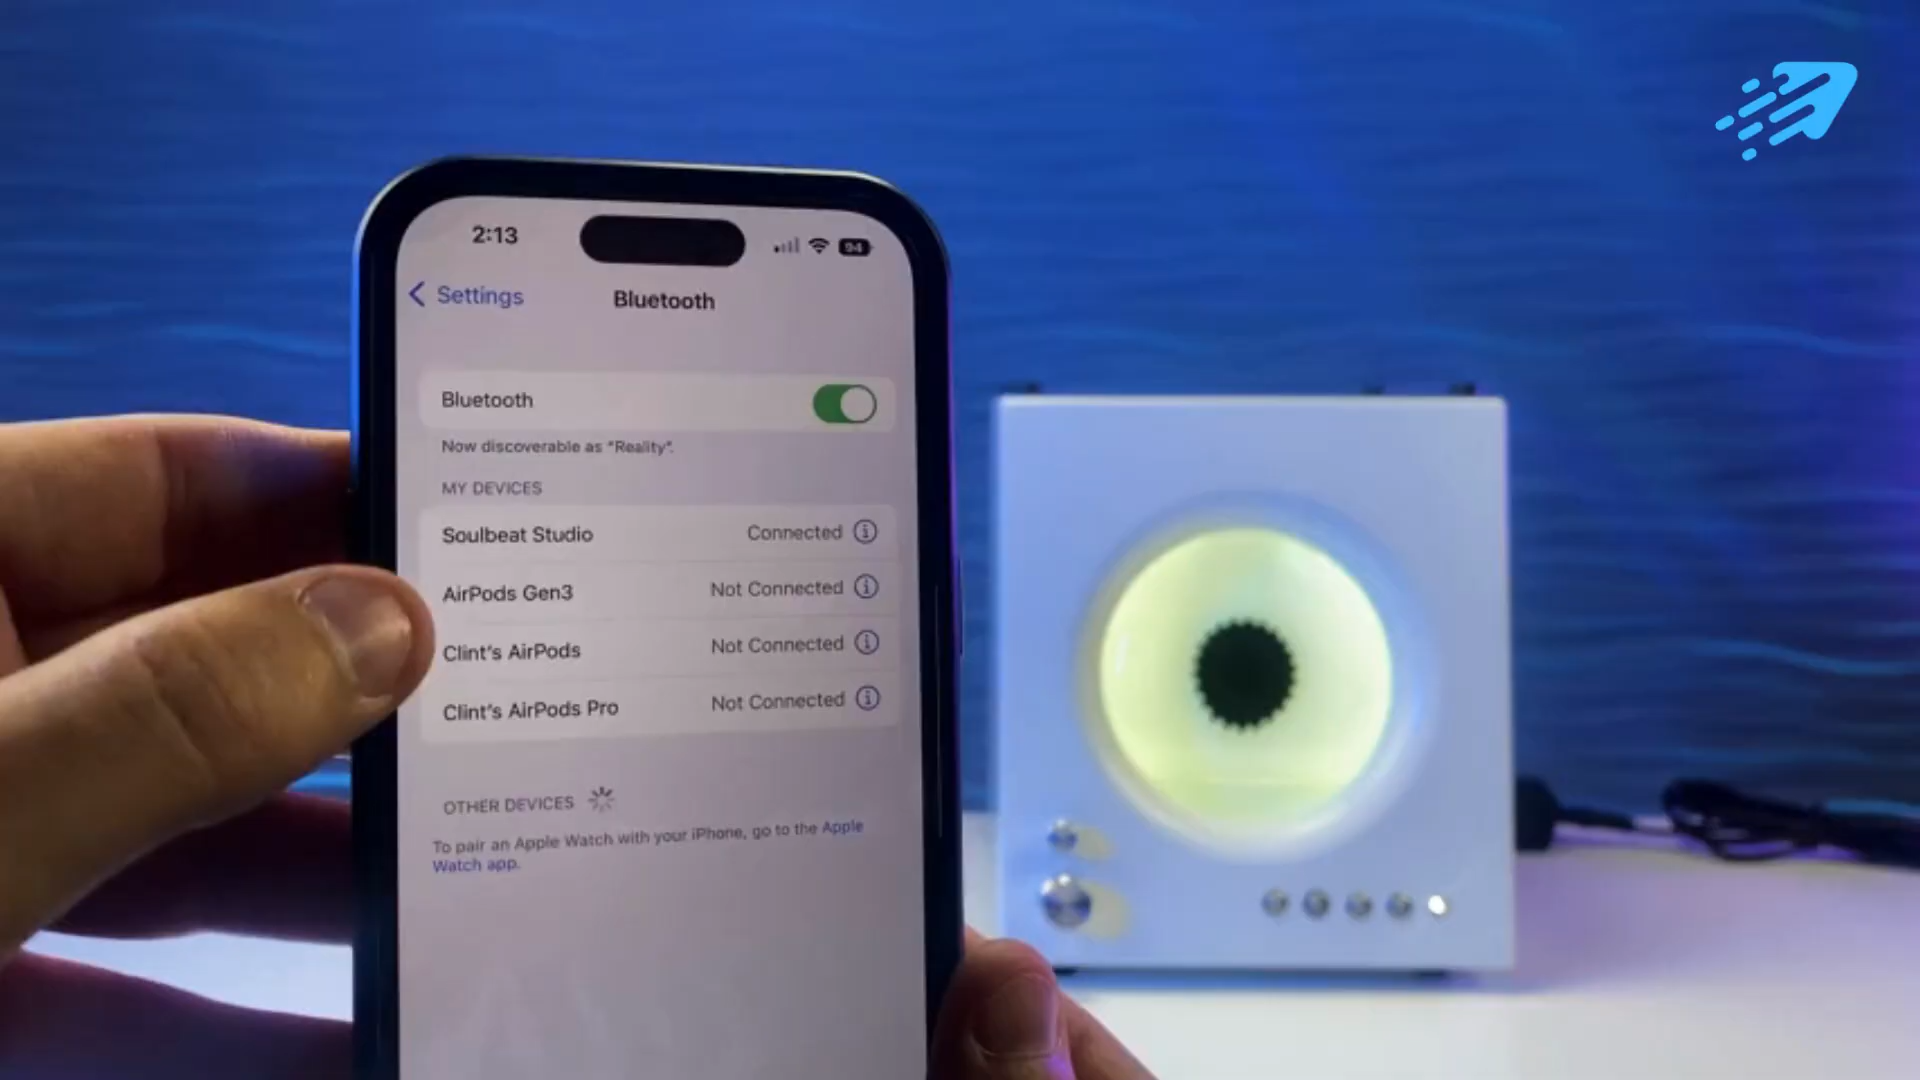 2:13
94
Settings
Bluetooth
Bluetooth
Now discoverable as "Reality".
MY DEVICES
Soulbeat Studio Connected
AirPods Gen3 Not Connected
Clint's AirPods Not Connected
Clint's AirPods Pro Not Connected
OTHER DEVICES
To pair an Apple Watch with your iPhone, go to the Apple
Watch app.